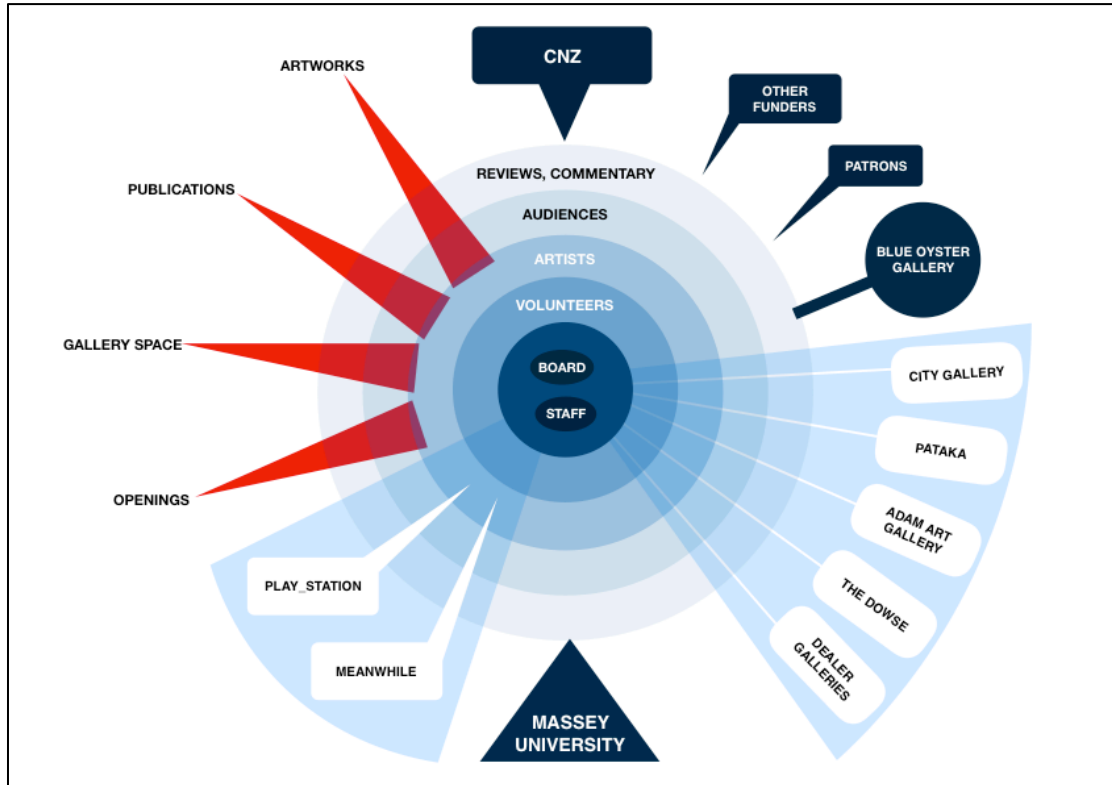 CNZ
ARTWORKS
OTHER
FUNDERS
PATRONS
REVIEWS, COMMENTARY
PUBLICATIONS
AUDIENCES
BLUE OYSTER
GALLERY
ARTISTS
VOLUNTEERS
GALLERY SPACE
BOARD
CITY GALLERY
STAFF
PATAKA
OPENINGS
ADAM ART
GALLERY
PLAY_STATION
THE DOWSE
MEANWHILE
DEALER
GALLERIES
MASSEY
UNIVERSITY